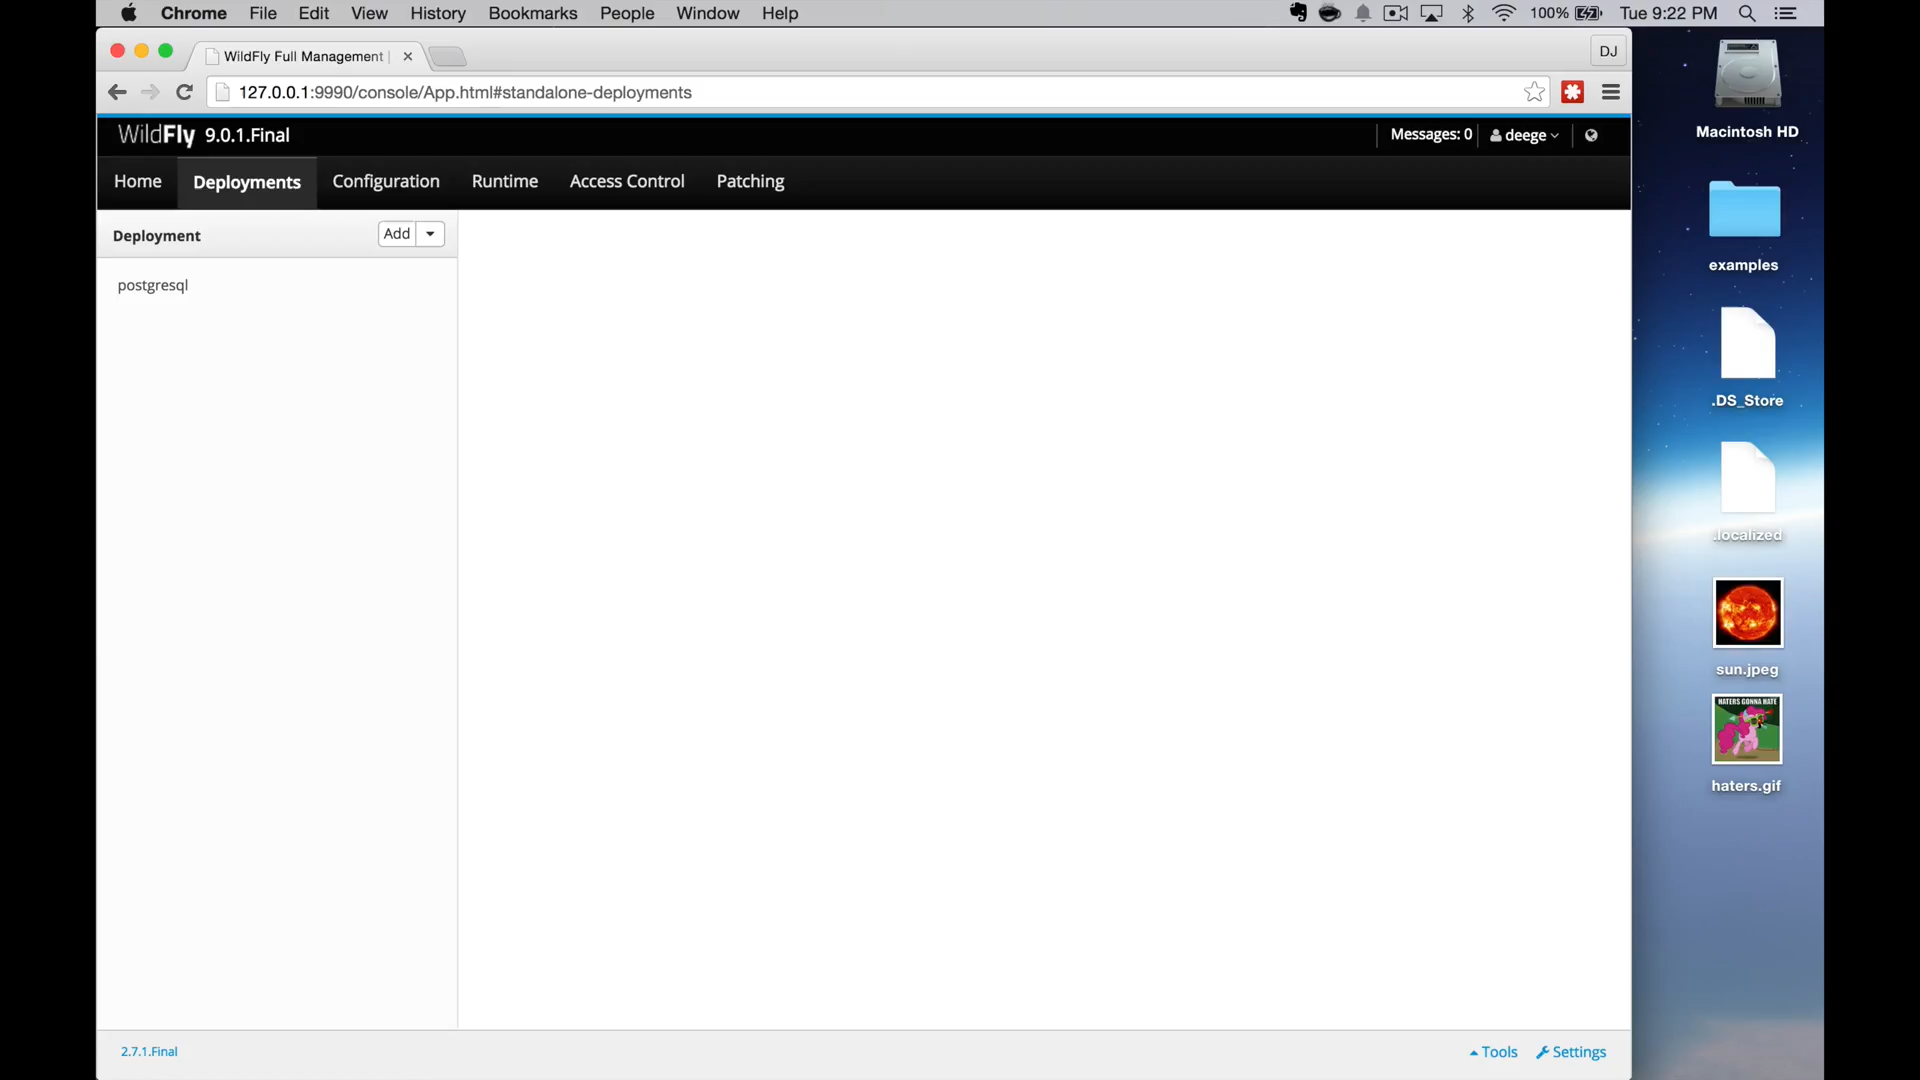 Chrome File Edit View History Bookmarks People Window Help 100% Tue 9:22 PM
WildFly Full Management DJ
127.0.0.1:9990/console/App.html#standalone-deployments
WildFly 9.0.1.Final Messages: 0 deege
Home Deployments Configuration Runtime Access Control Patching
Deployment Add
postgresql
2.7.1.Final Tools Settings
Macintosh HD
examples
.DS_Store
.localized
sun.jpeg
HATERS GONNA HATE
haters.gif